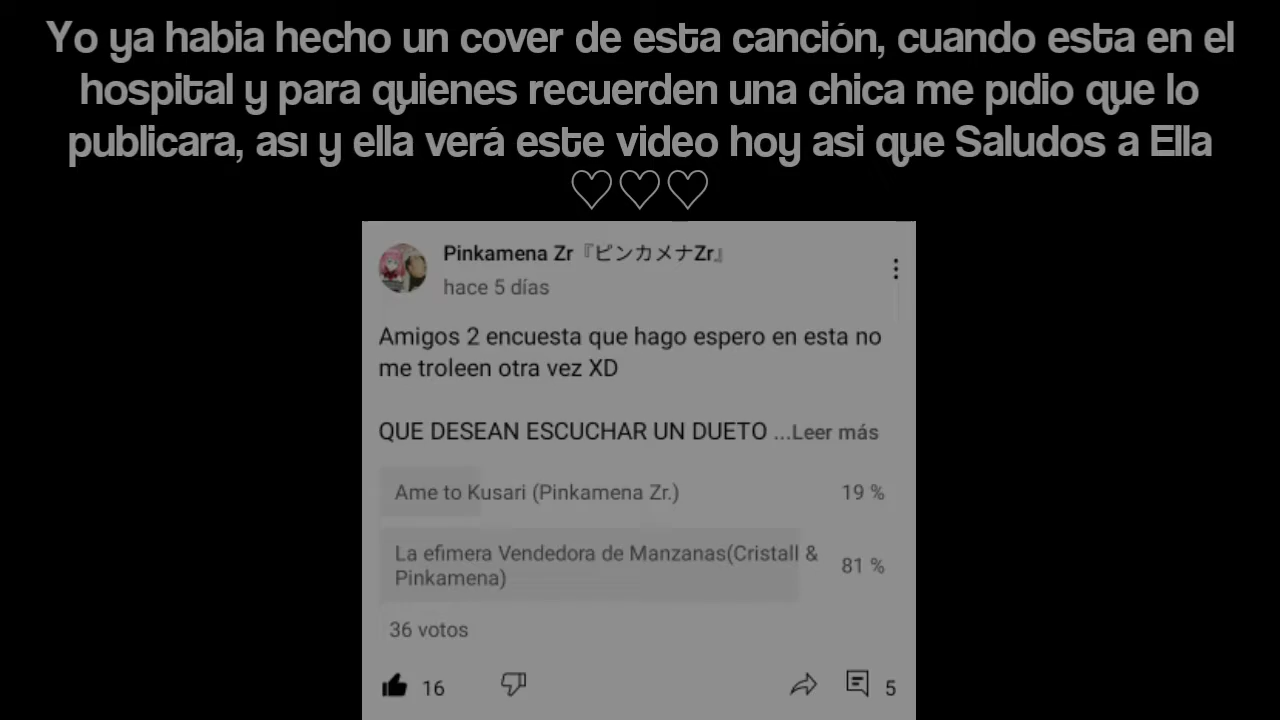 Yo ya habia hecho un cover de esta canción, cuando esta en el
hospital y para quienes recuerden una chica me pidio que lo
publicara, asi y ella verá este video hoy asi que Saludos a Ella
♡♡♡
Pinkamena Zr『ピンカメナZr』
hace 5 días
Amigos 2 encuesta que hago espero en esta no
me troleen otra vez XD
QUE DESEAN ESCUCHAR UN DUETO ...Leer más
Ame to Kusari (Pinkamena Zr.) 19 %
La efimera Vendedora de Manzanas(Cristall &
Pinkamena) 81 %
36 votos
16 5